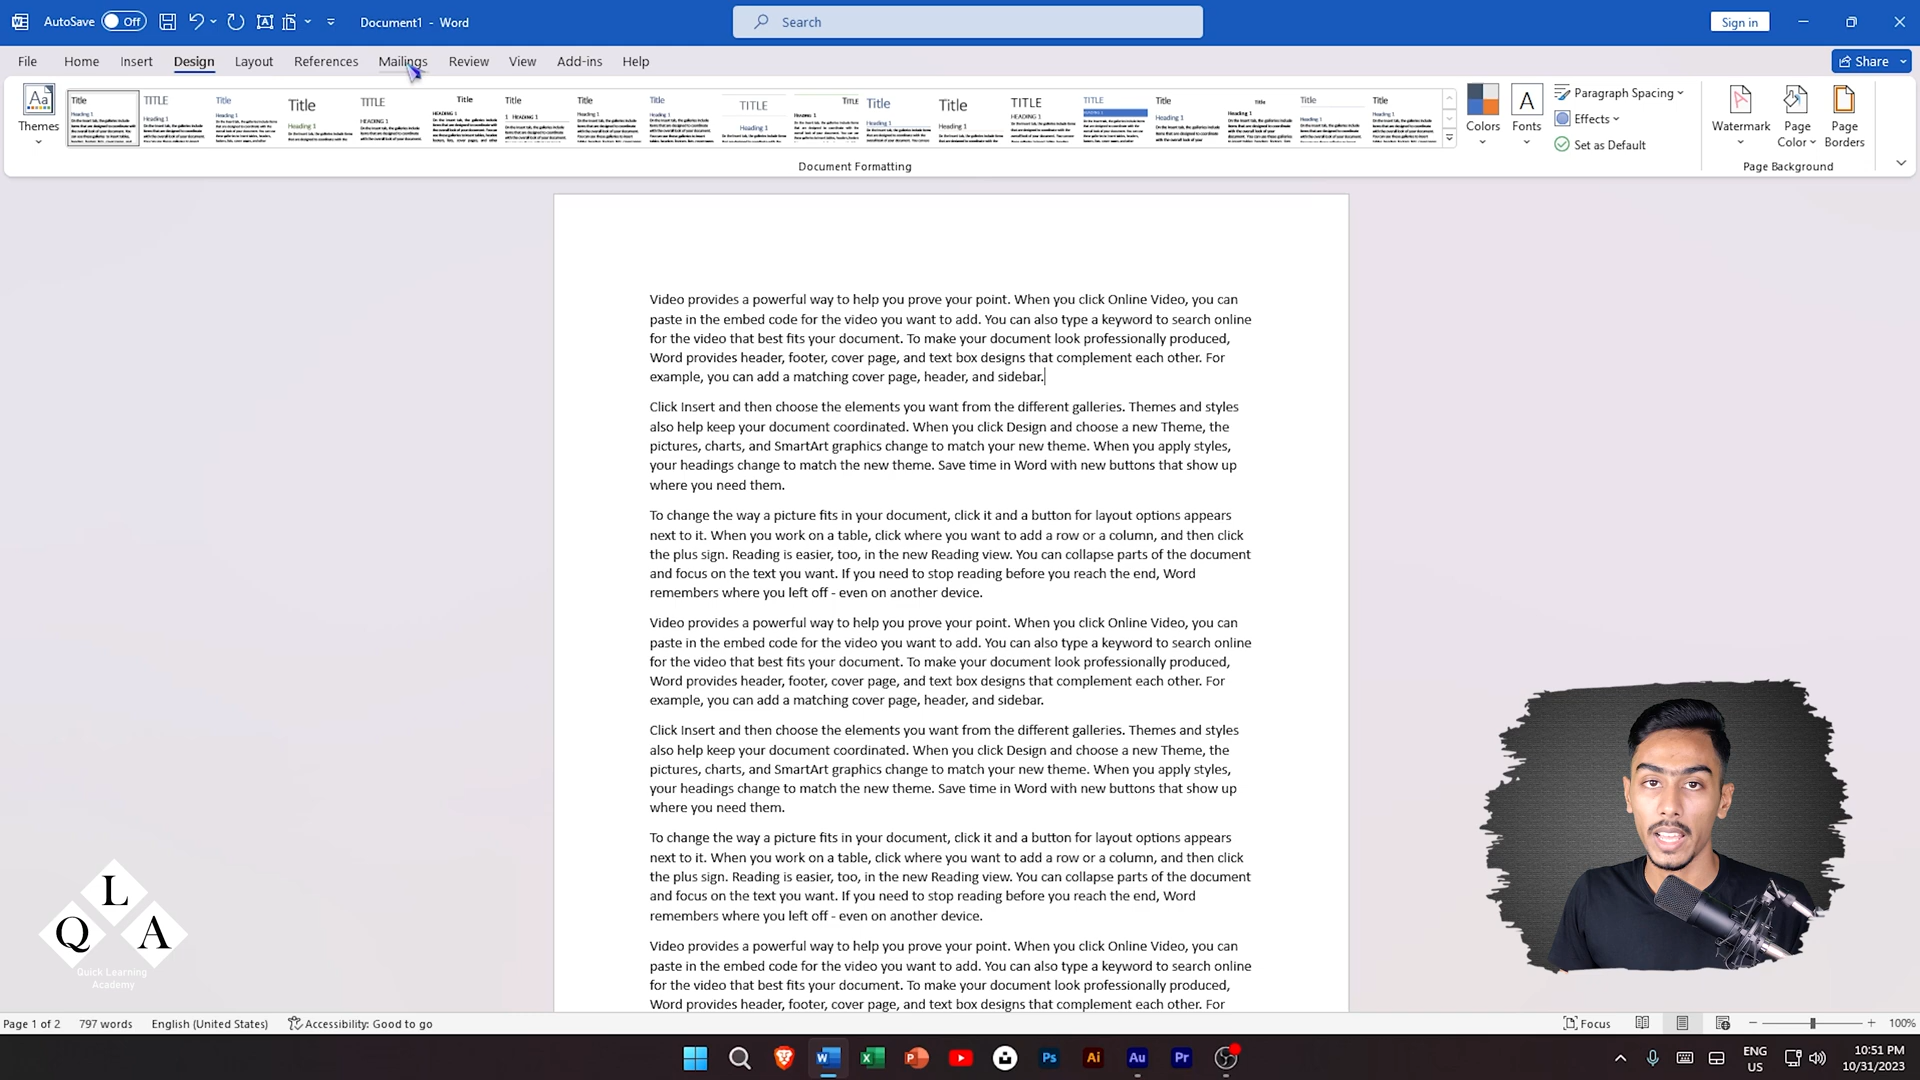 AutoSave Off Document1 - Word Search Sign in
File Home Insert Design Layout References Mailings Review View Add-ins Help Share
Themes
Colors
Fonts
Paragraph Spacing
Effects
Set as Default
Watermark
Page Color
Page Borders
Document Formatting Page Background
Video provides a powerful way to help you prove your point. When you click Online Video, you can
paste in the embed code for the video you want to add. You can also type a keyword to search online
for the video that best fits your document. To make your document look professionally produced,
Word provides header, footer, cover page, and text box designs that complement each other. For
example, you can add a matching cover page, header, and sidebar.
Click Insert and then choose the elements you want from the different galleries. Themes and styles
also help keep your document coordinated. When you click Design and choose a new Theme, the
pictures, charts, and SmartArt graphics change to match your new theme. When you apply styles,
your headings change to match the new theme. Save time in Word with new buttons that show up
where you need them.
To change the way a picture fits in your document, click it and a button for layout options appears
next to it. When you work on a table, click where you want to add a row or a column, and then click
the plus sign. Reading is easier, too, in the new Reading view. You can collapse parts of the document
and focus on the text you want. If you need to stop reading before you reach the end, Word
remembers where you left off - even on another device.
Video provides a powerful way to help you prove your point. When you click Online Video, you can
paste in the embed code for the video you want to add. You can also type a keyword to search online
for the video that best fits your document. To make your document look professionally produced,
Word provides header, footer, cover page, and text box designs that complement each other. For
example, you can add a matching cover page, header, and sidebar.
Click Insert and then choose the elements you want from the different galleries. Themes and styles
also help keep your document coordinated. When you click Design and choose a new Theme, the
pictures, charts, and SmartArt graphics change to match your new theme. When you apply styles,
your headings change to match the new theme. Save time in Word with new buttons that show up
where you need them.
To change the way a picture fits in your document, click it and a button for layout options appears
next to it. When you work on a table, click where you want to add a row or a column, and then click
the plus sign. Reading is easier, too, in the new Reading view. You can collapse parts of the document
and focus on the text you want. If you need to stop reading before you reach the end, Word
remembers where you left off - even on another device.
Video provides a powerful way to help you prove your point. When you click Online Video, you can
paste in the embed code for the video you want to add. You can also type a keyword to search online
for the video that best fits your document. To make your document look professionally produced,
Word provides header, footer, cover page, and text box designs that complement each other. For
L
Q A
Quick Learning
Academy
Page 1 of 2 797 words English (United States) Accessibility: Good to go Focus 100%
ENG
US
10:51 PM
10/31/2023